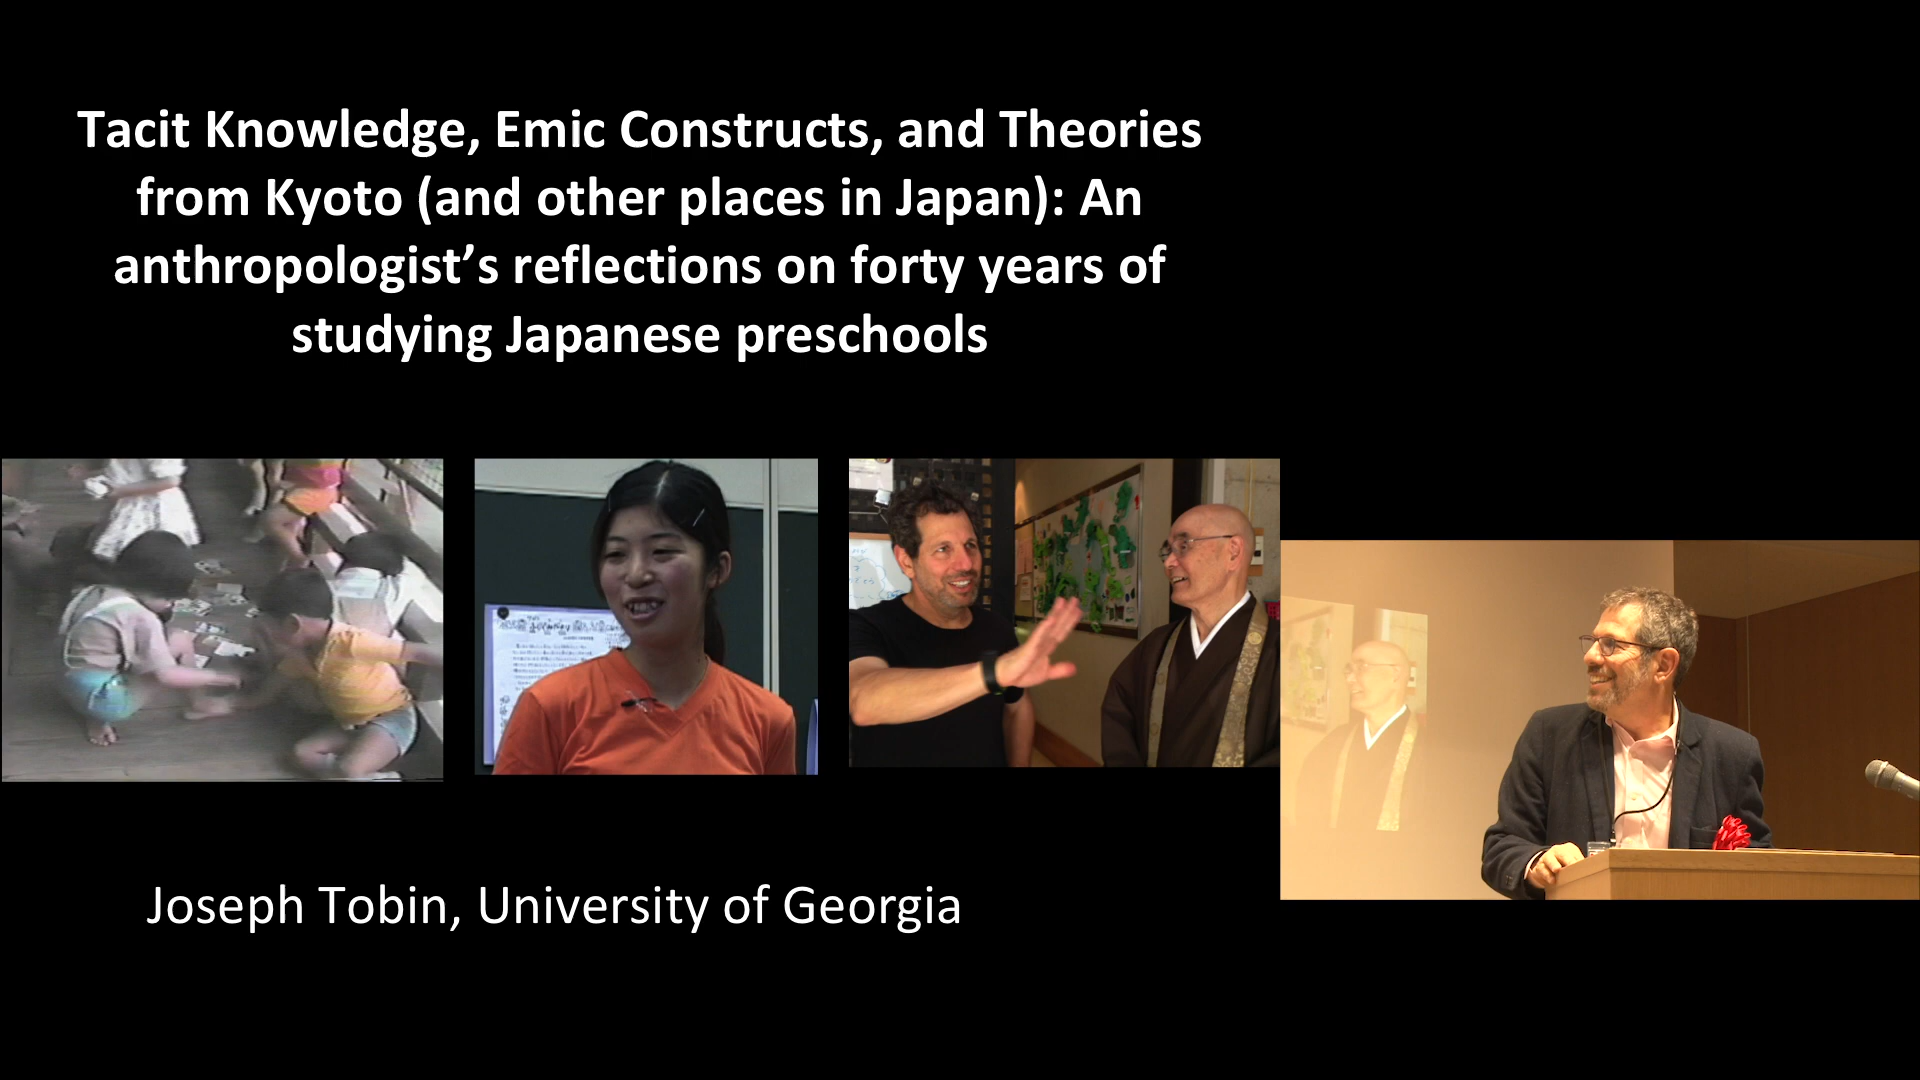 Tacit Knowledge, Emic Constructs, and Theories
from Kyoto (and other places in Japan): An
anthropologist’s reflections on forty years of
studying Japanese preschools
Joseph Tobin, University of Georgia